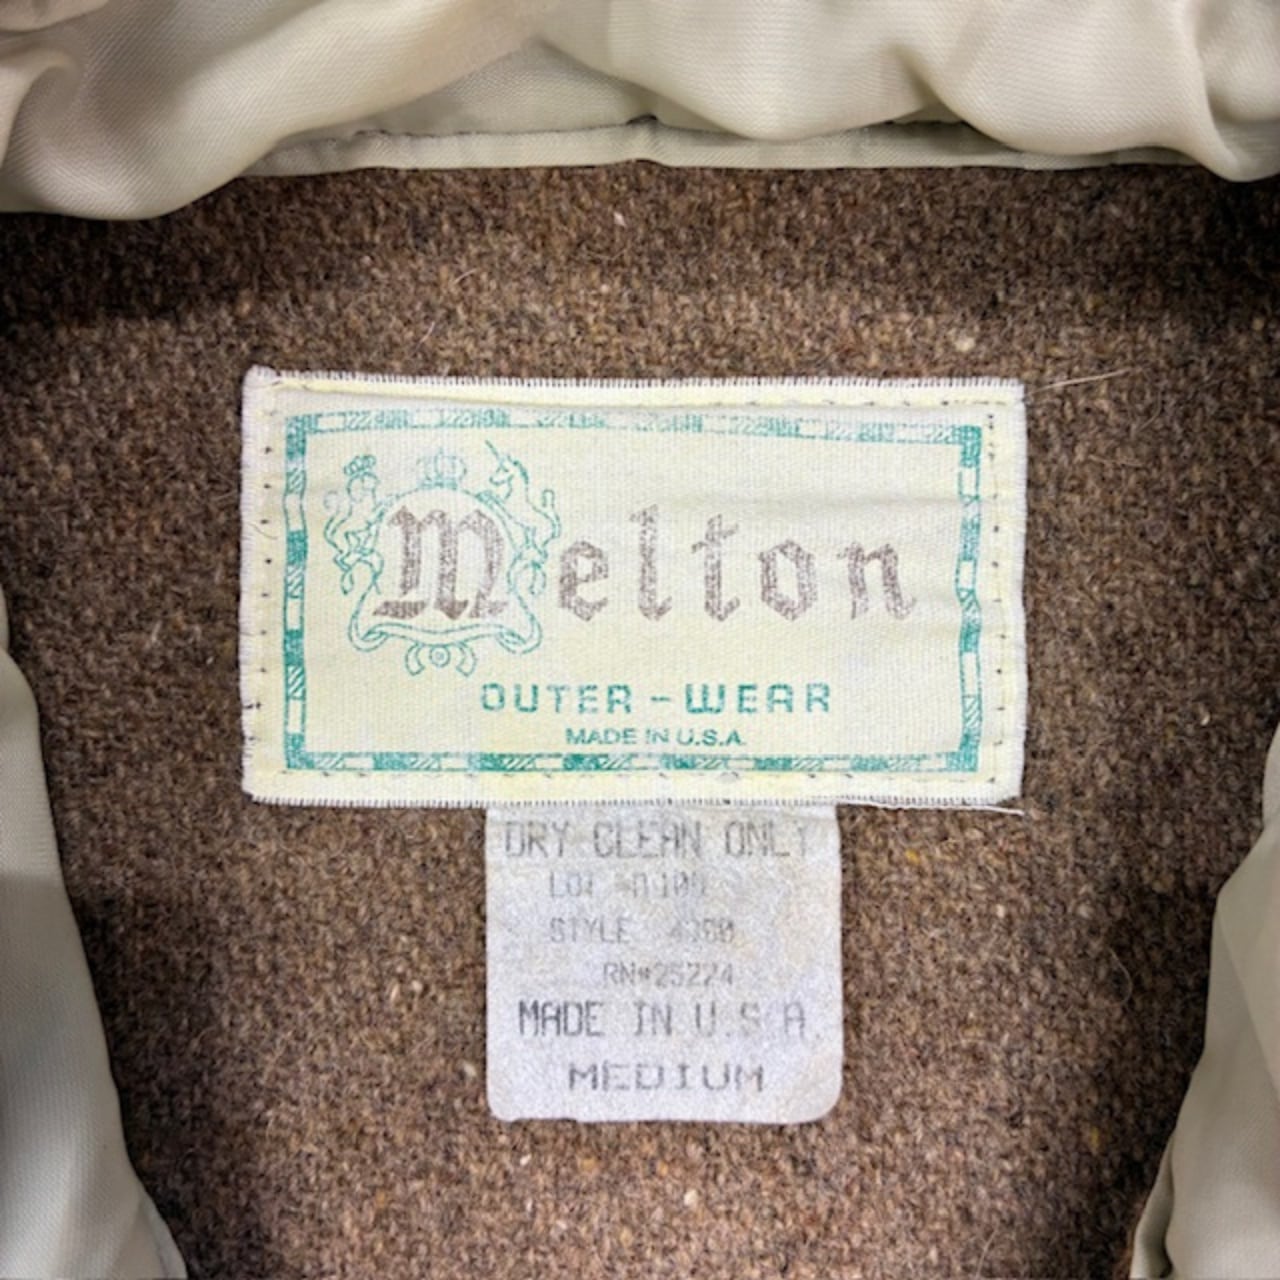 Melton
OUTER-WEAR
MADE IN U.S.A.
DRY CLEAN ONLY
LOT
STYLE
RN#25224
MADE IN U.S.A.
MEDIUM